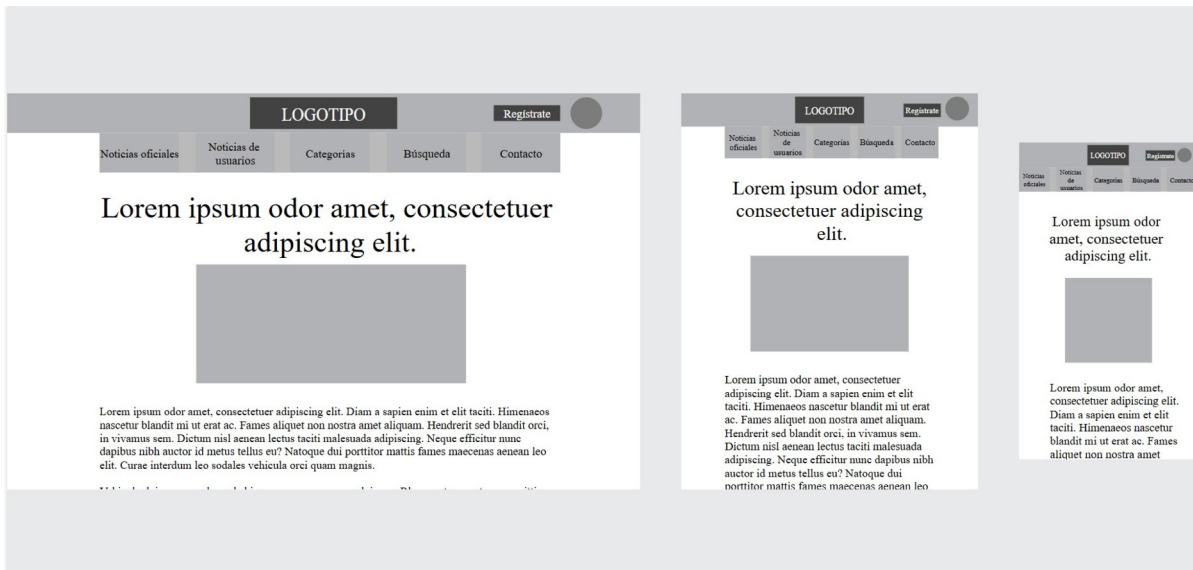 LOGOTIPO
Regístrate
Noticias oficiales
Noticias de
usuarios
Categorías
Búsqueda
Contacto
Lorem ipsum odor amet, consectetuer
adipiscing elit.
Lorem ipsum odor amet, consectetuer adipiscing elit. Diam a sapien enim et elit taciti. Himenaeos
nascetur blandit mi ut erat ac. Fames aliquet non nostra amet aliquam. Hendrerit sed blandit orci,
in vivamus sem. Dictum nisl aenean lectus taciti malesuada adipiscing. Neque efficitur nunc
dapibus nibh auctor id metus tellus eu? Natoque dui porttitor mattis fames maecenas aenean leo
elit. Curae interdum leo sodales vehicula orci quam magnis.
LOGOTIPO
Regístrate
Noticias
oficiales
Noticias
de
usuarios
Categorías
Búsqueda
Contacto
Lorem ipsum odor amet,
consectetuer adipiscing
elit.
Lorem ipsum odor amet, consectetuer
adipiscing elit. Diam a sapien enim et elit
taciti. Himenaeos nascetur blandit mi ut erat
ac. Fames aliquet non nostra amet aliquam.
Hendrerit sed blandit orci, in vivamus sem.
Dictum nisl aenean lectus taciti malesuada
adipiscing. Neque efficitur nunc dapibus nibh
auctor id metus tellus eu? Natoque dui
porttitor mattis fames maecenas aenean leo
LOGOTIPO
Regístrate
Noticias
oficiales
Noticias
de
usuarios
Categorías
Búsqueda
Contacto
Lorem ipsum odor
amet, consectetuer
adipiscing elit.
Lorem ipsum odor amet,
consectetuer adipiscing elit.
Diam a sapien enim et elit
taciti. Himenaeos nascetur
blandit mi ut erat ac. Fames
aliquet non nostra amet